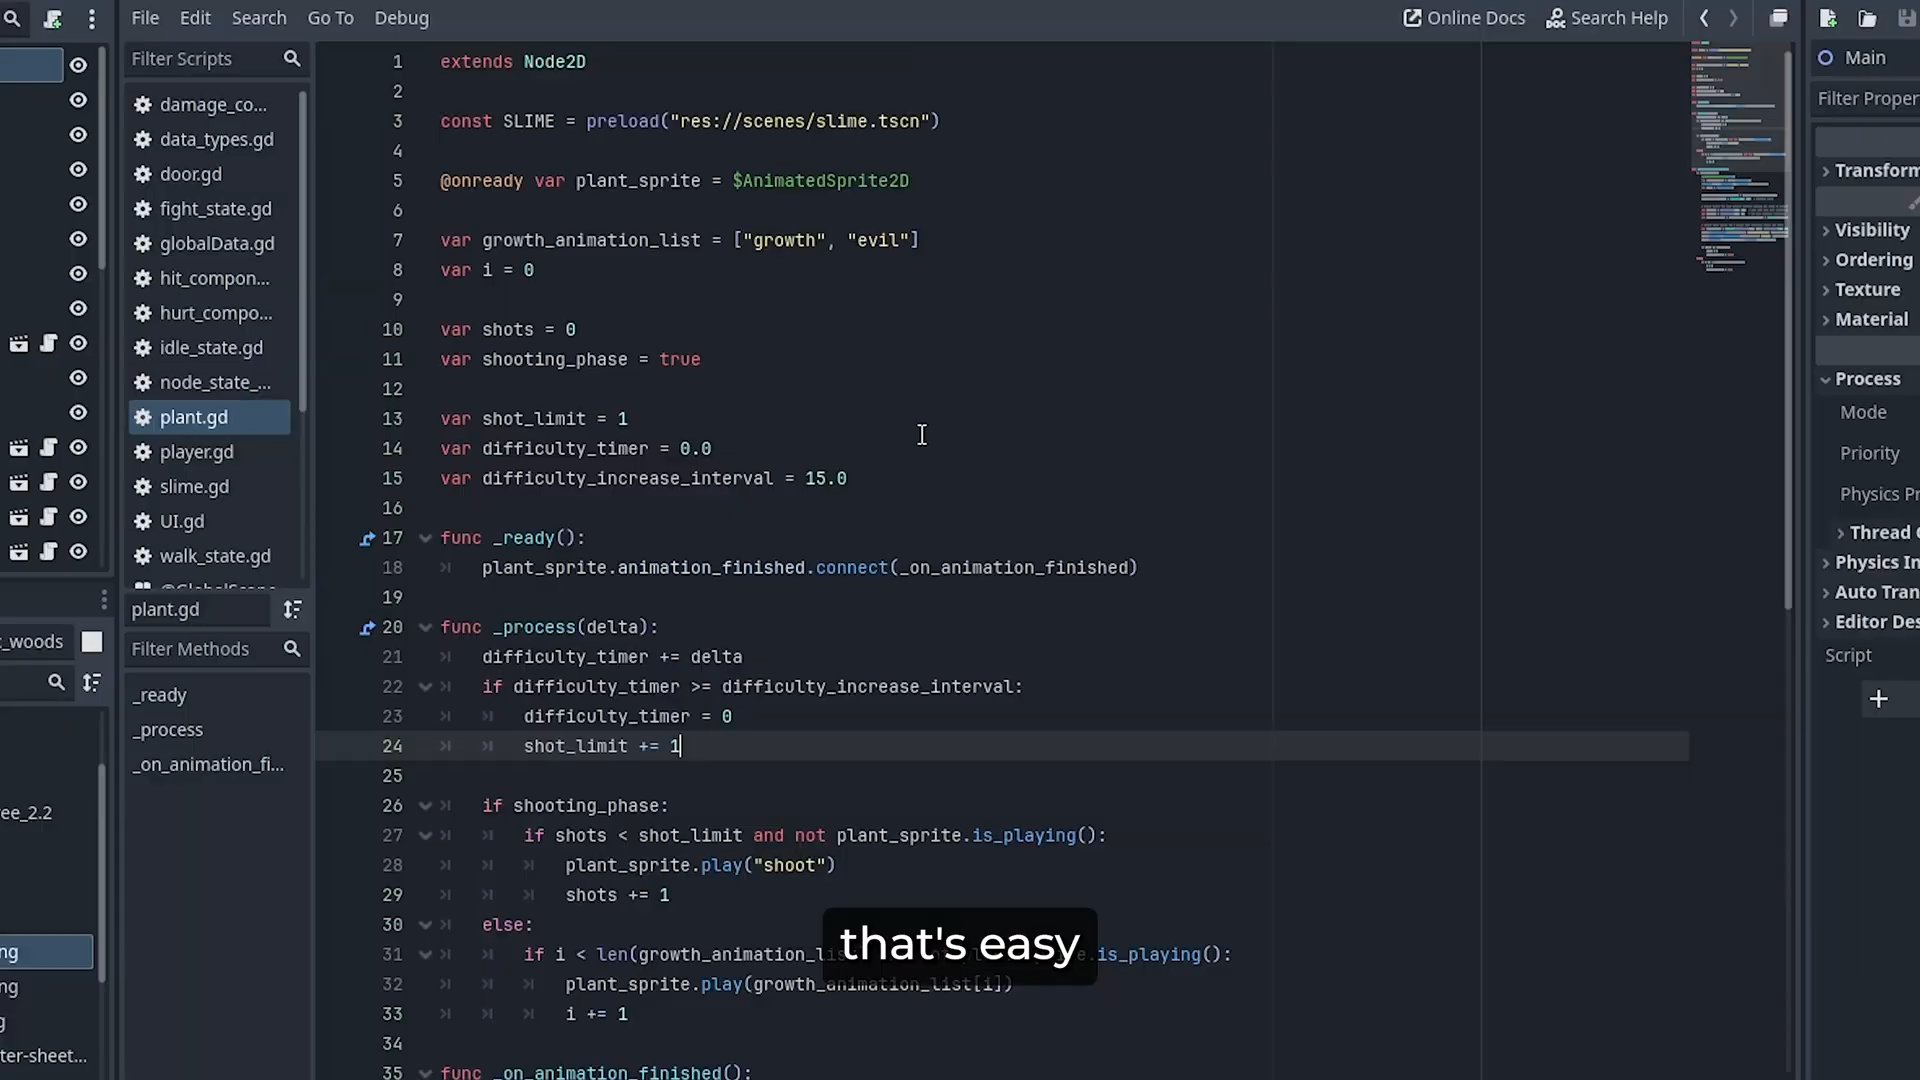 File Edit Search Go To Debug
Online Docs Search Help
Filter Scripts
damage_co...
data_types.gd
door.gd
fight_state.gd
globalData.gd
hit_compon...
hurt_compo...
idle_state.gd
node_state_...
plant.gd
player.gd
slime.gd
UI.gd
walk_state.gd
plant.gd
Filter Methods
_ready
_process
_on_animation_fi...
_woods
ree_2.2
ng
ng
g
ter-sheet...
1 extends Node2D
2
3 const SLIME = preload("res://scenes/slime.tscn")
4
5 @onready var plant_sprite = $AnimatedSprite2D
6
7 var growth_animation_list = ["growth", "evil"]
8 var i = 0
9
10 var shots = 0
11 var shooting_phase = true
12
13 var shot_limit = 1
14 var difficulty_timer = 0.0
15 var difficulty_increase_interval = 15.0
16
17 func _ready():
18 plant_sprite.animation_finished.connect(_on_animation_finished)
19
20 func _process(delta):
21 difficulty_timer += delta
22 if difficulty_timer >= difficulty_increase_interval:
23 difficulty_timer = 0
24 shot_limit += 1
25
26 if shooting_phase:
27 if shots < shot_limit and not plant_sprite.is_playing():
28 plant_sprite.play("shoot")
29 shots += 1
30 else:
31 if i < len(growth_animation_li .is_playing():
32 plant_sprite.play(growth_animation_list[i])
33 i += 1
34
35 func _on_animation_finished():
that's easy
Main
Filter Proper
Transform
Visibility
Ordering
Texture
Material
Process
Mode
Priority
Physics Pr
Thread
Physics In
Auto Tran
Editor Des
Script